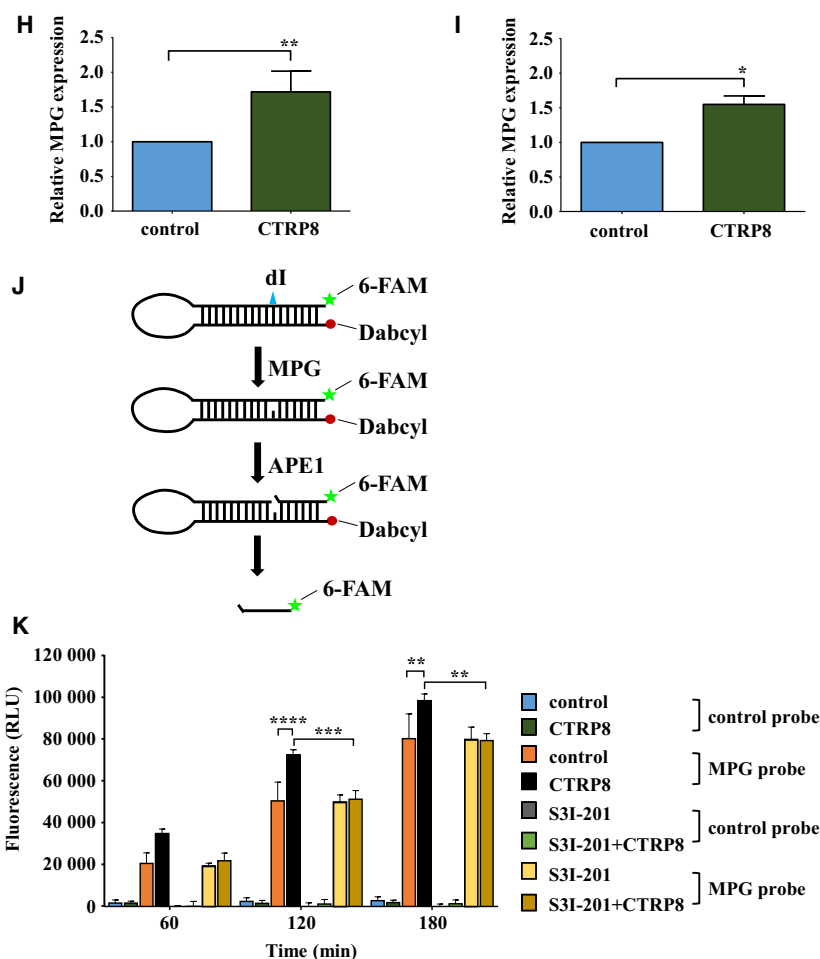 H
Relative MPG expression
2.5
2.0
1.5
1.0
0.5
0.0
**
control
CTRP8
I
Relative MPG expression
2.5
2.0
1.5
1.0
0.5
0.0
*
control
CTRP8
J
dI
6-FAM
Dabcyl
MPG
6-FAM
Dabcyl
APE1
6-FAM
Dabcyl
6-FAM
K
Fluorescence (RLU)
120 000
100 000
80 000
60 000
40 000
20 000
0
****
***
**
**
60
120
180
Time (min)
control
CTRP8
control probe
control
CTRP8
MPG probe
S3I-201
S3I-201+CTRP8
control probe
S3I-201
S3I-201+CTRP8
MPG probe